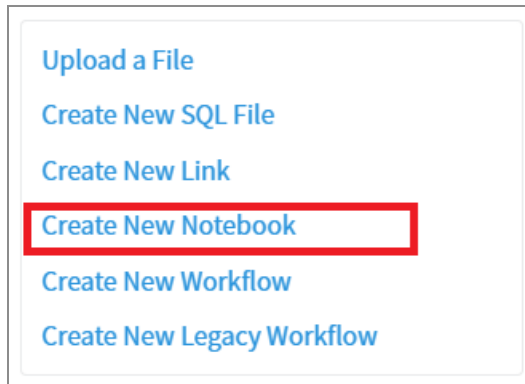 Upload a File
Create New SQL File
Create New Link
Create New Notebook
Create New Workflow
Create New Legacy Workflow